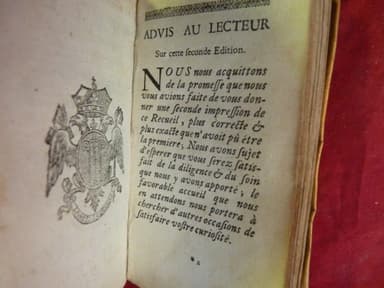 ADVIS AU LECTEUR
Sur cette seconde Edition.
NOUS nous acquittons
de la promesse que nous
vous avions faite de vous don-
ner une seconde impression de
ce Recueil, plus correcte &
plus exacte que n'avoit pû être
la premiere, Nous avons sujet
d'esperer que vous serez satis-
fait de la diligence & du soin
que nous y avons apporté; le
favorable accueil que nous
en attendons nous portera à
chercher d'autres occasions de
satisfaire vostre curiosité.